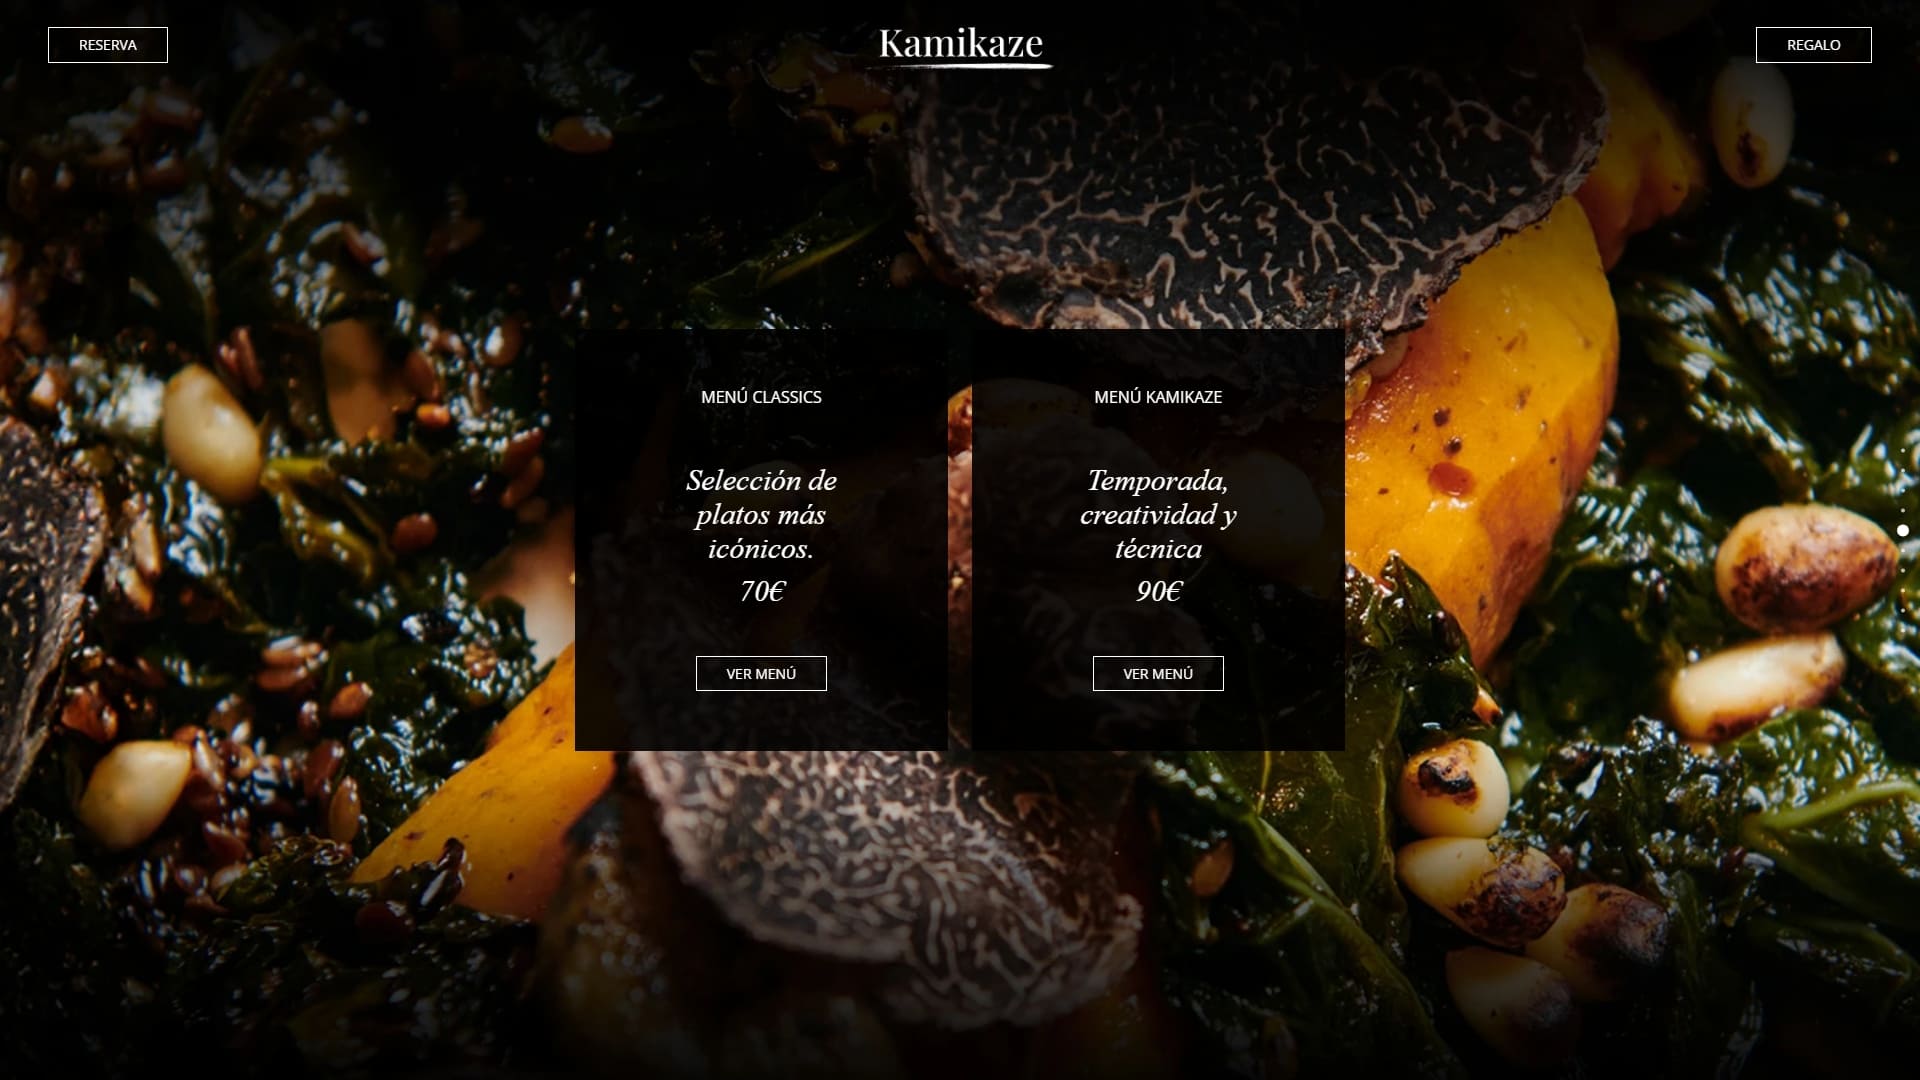 RESERVA
Kamikaze
REGALO
MENÚ CLASSICS
Selección de
platos más
icónicos.
70€
VER MENÚ
MENÚ KAMIKAZE
Temporada,
creatividad y
técnica
90€
VER MENÚ